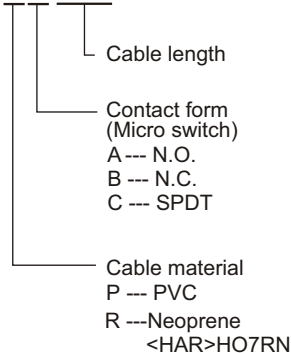 Cable length
Contact form
(Micro switch)
A --- N.O.
B --- N.C.
C --- SPDT
Cable material
P --- PVC
R ---Neoprene
<HAR>HO7RN